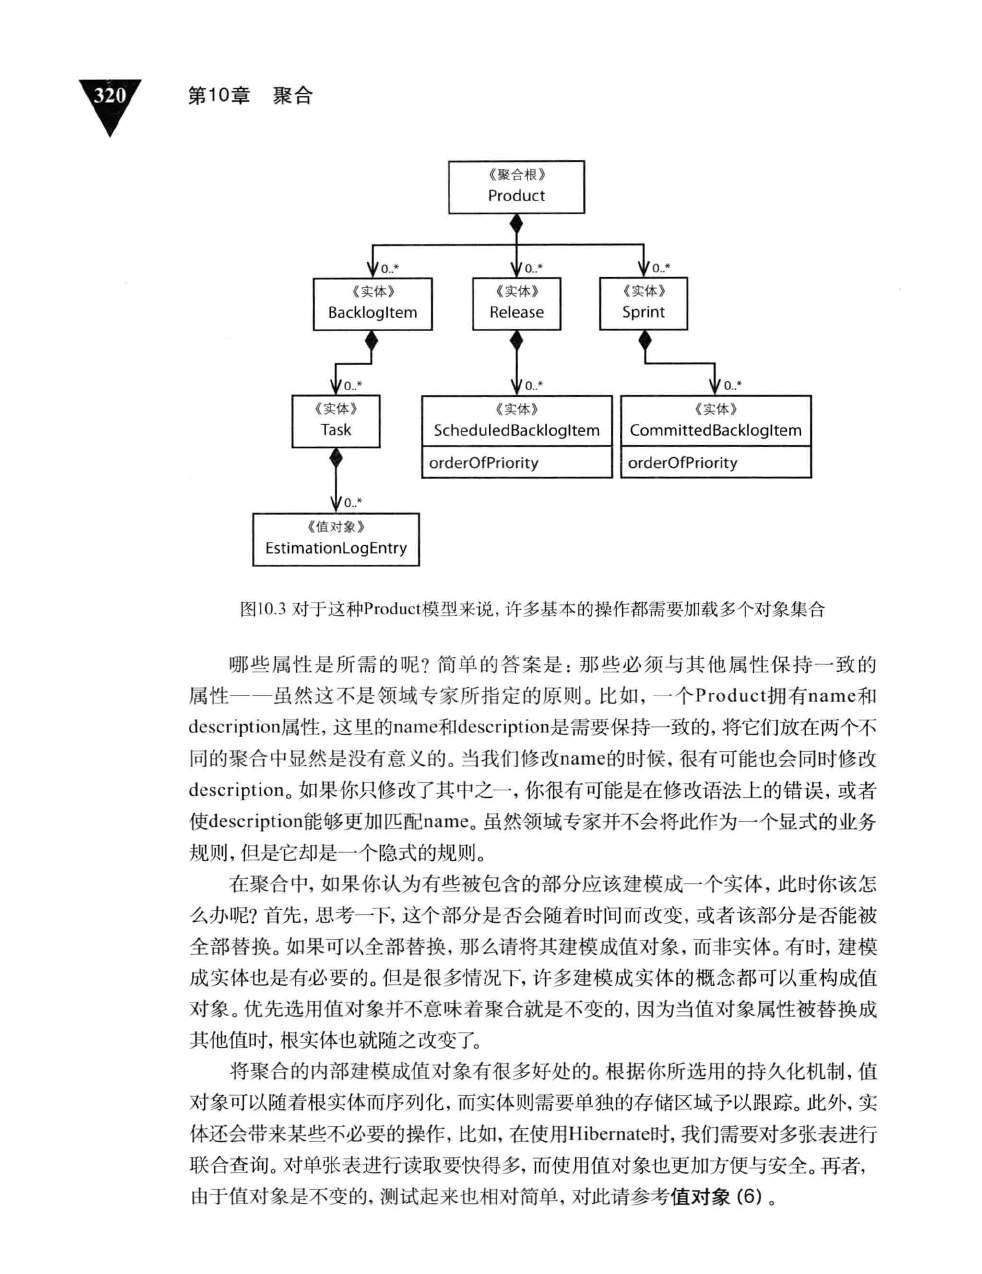 320
第10章 聚合
《聚合根》
Product
0..*
0..*
0..*
《实体》
BacklogItem
《实体》
Release
《实体》
Sprint
0..*
0..*
0..*
《实体》
Task
《实体》
ScheduledBacklogItem
orderOfPriority
《实体》
CommittedBacklogItem
orderOfPriority
0..*
《值对象》
EstimationLogEntry
图10.3 对于这种Product模型来说, 许多基本的操作都需要加载多个对象集合
哪些属性是所需的呢? 简单的答案是: 那些必须与其他属性保持一致的
属性——虽然这不是领域专家所指定的原则。比如, 一个Product拥有name和
description属性, 这里的name和description是需要保持一致的, 将它们放在两个不
同的聚合中显然是没有意义的。当我们修改name的时候, 很有可能也会同时修改
description。如果你只修改了其中之一, 你很有可能是在修改语法上的错误, 或者
使description能够更加匹配name。虽然领域专家并不会将此作为一个显式的业务
规则, 但是它却是一个隐式的规则。
在聚合中, 如果你认为有些被包含的部分应该建模成一个实体, 此时你该怎
么办呢? 首先, 思考一下, 这个部分是否会随着时间而改变, 或者该部分是否能被
全部替换。如果可以全部替换, 那么请将其建模成值对象, 而非实体。有时, 建模
成实体也是有必要的。但是很多情况下, 许多建模成实体的概念都可以重构成值
对象。优先选用值对象并不意味着聚合就是不变的, 因为当值对象属性被替换成
其他值时, 根实体也就随之改变了。
将聚合的内部建模成值对象有很多好处的。根据你所选用的持久化机制, 值
对象可以随着根实体而序列化, 而实体则需要单独的存储区域予以跟踪。此外, 实
体还会带来某些不必要的操作, 比如, 在使用Hibernate时, 我们需要对多张表进行
联合查询。对单张表进行读取要快得多, 而使用值对象也更加方便与安全。再者,
由于值对象是不变的, 测试起来也相对简单, 对此请参考值对象 (6) 。